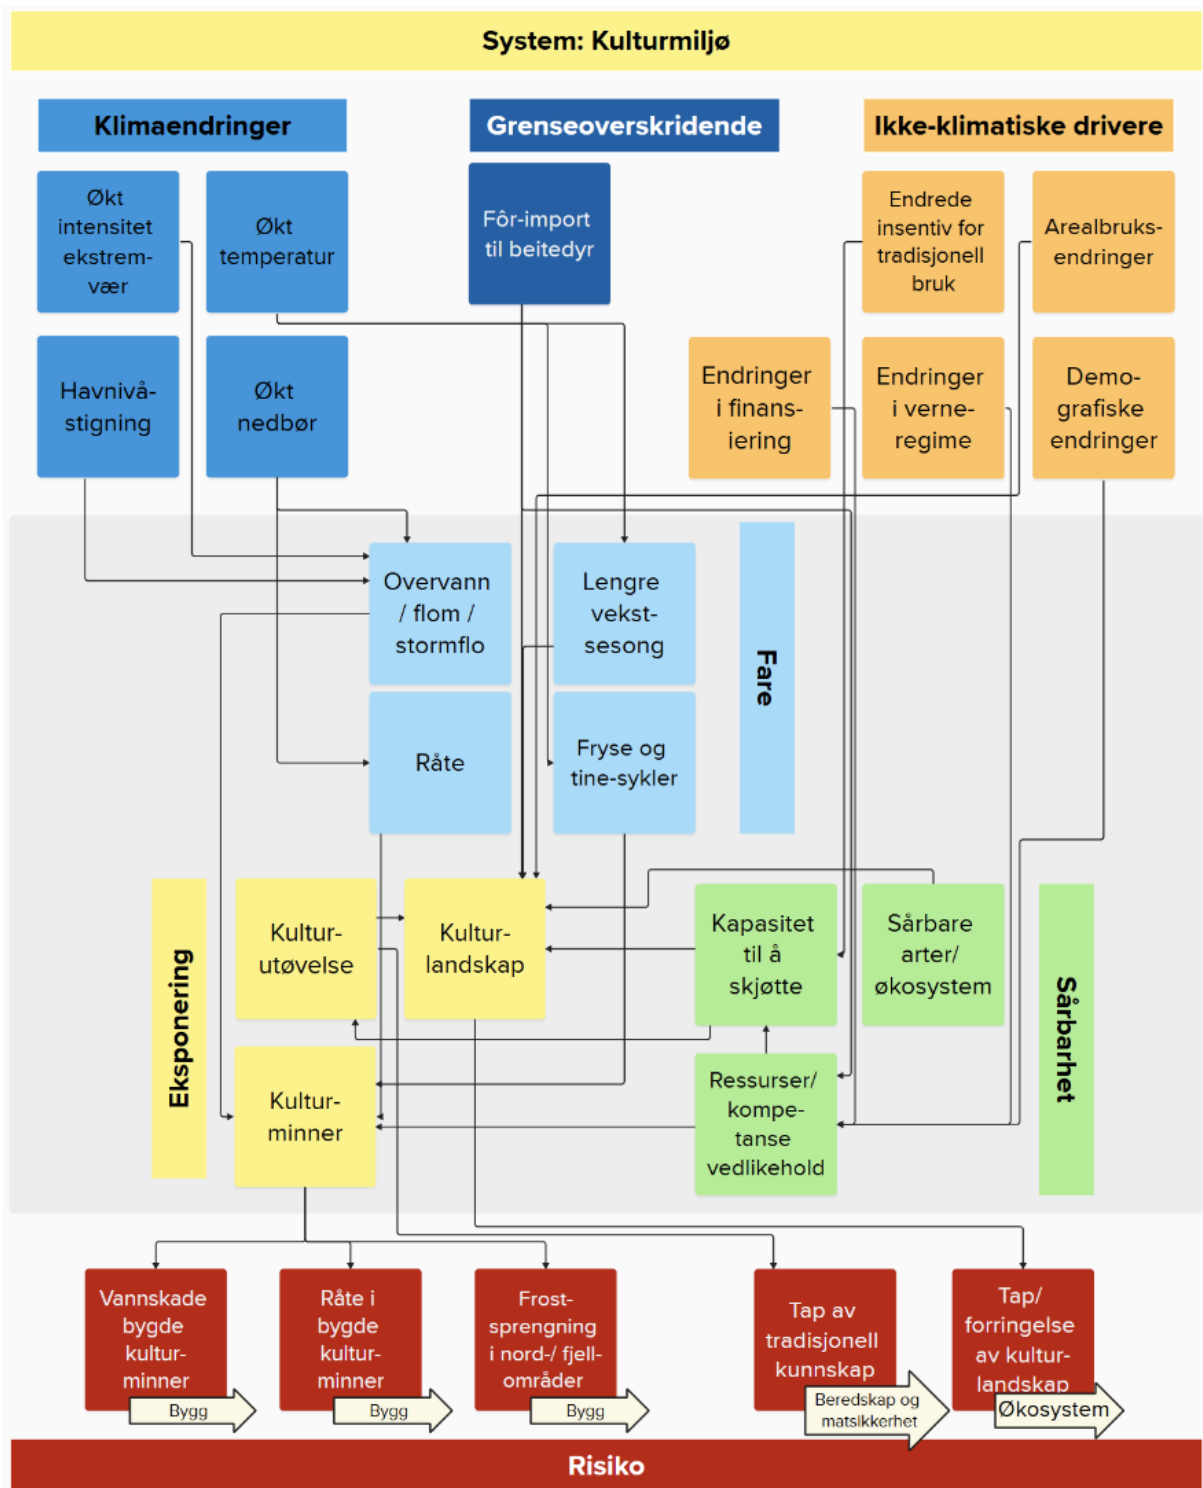 System: Kulturmiljø
Klimaendringer
Grenseoverskridende
Ikke-klimatiske drivere
Økt
intensitet
ekstrem-
vær
Økt
temperatur
Fôr-import
til beitedyr
Endrede
insentiv for
tradisjonell
bruk
Arealbruks-
endringer
Havnivå-
stigning
Økt
nedbør
Endringer
i finans-
iering
Endringer
i verne-
regime
Demo-
grafiske
endringer
Overvann
/ flom /
stormflo
Lengre
vekst-
sesong
Fare
Råte
Fryse og
tine-sykler
Eksponering
Kultur-
utøvelse
Kultur-
landskap
Kapasitet
til å
skjøtte
Sårbare
arter/
økosystem
Sårbarhet
Kultur-
minner
Ressurser/
kompe-
tanse
vedlikehold
Vannskade
bygde
kultur-
minner
Bygg
Råte i
bygde
kultur-
minner
Bygg
Frost-
sprengning
i nord-/ fjell-
områder
Bygg
Tap av
tradisjonell
kunnskap
Beredskap og
matsikkerhet
Tap/
forringelse
av kultur-
landskap
Økosystem
Risiko